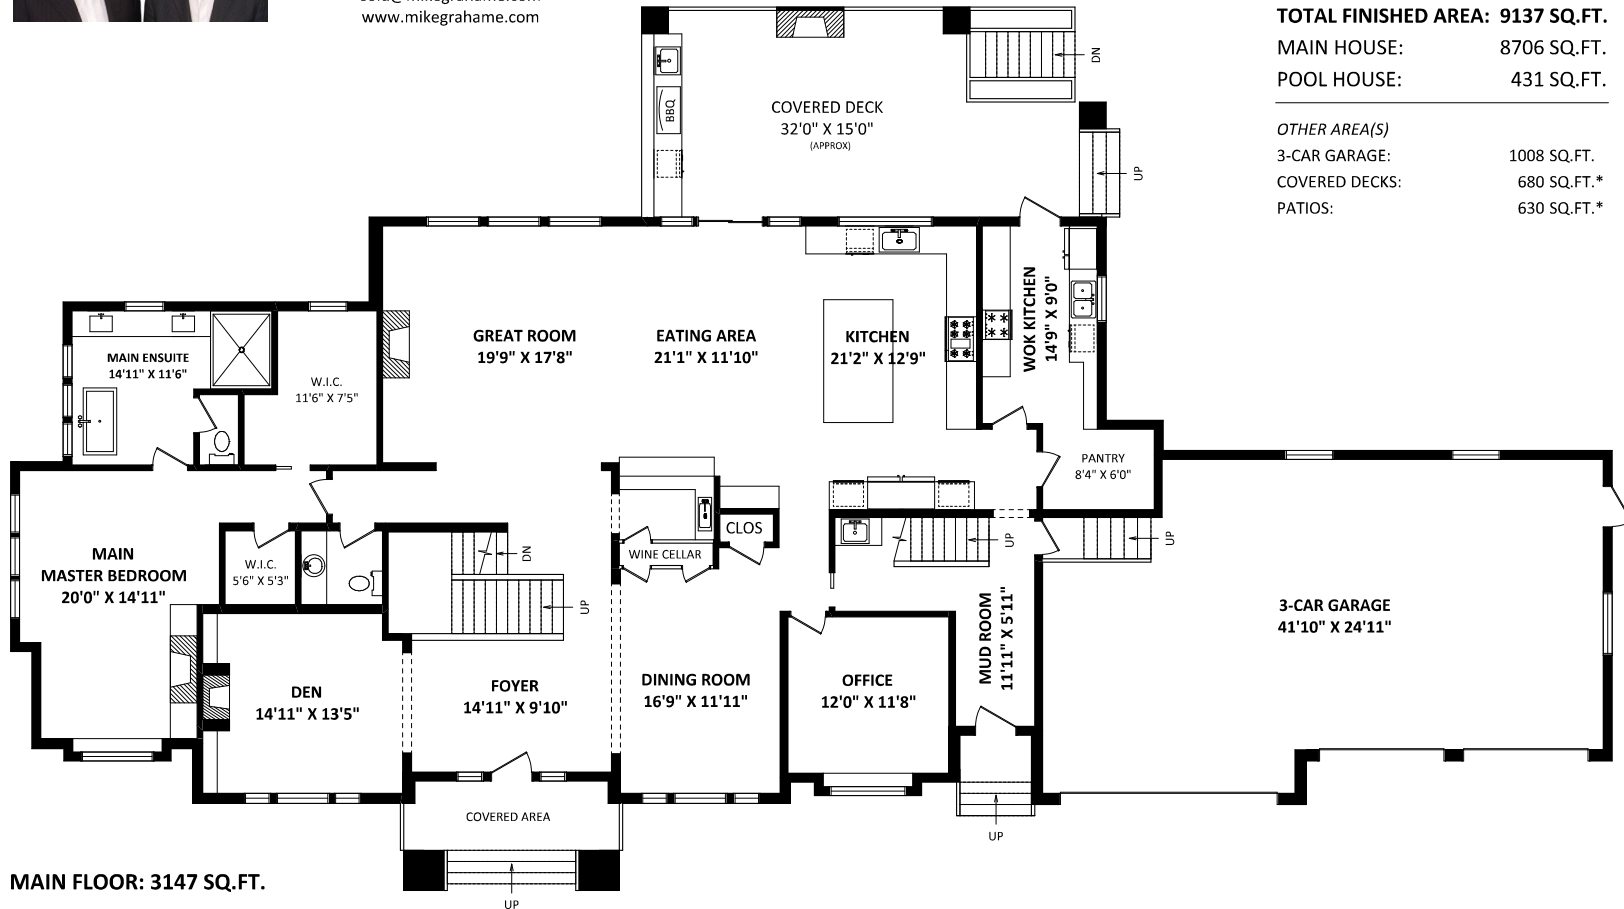 sold@mikegrahame.com
www.mikegrahame.com
TOTAL FINISHED AREA: 9137 SQ.FT.
MAIN HOUSE: 8706 SQ.FT.
POOL HOUSE: 431 SQ.FT.
OTHER AREA(S)
3-CAR GARAGE: 1008 SQ.FT.
COVERED DECKS: 680 SQ.FT.*
PATIOS: 630 SQ.FT.*
DN
BBQ
COVERED DECK
32'0" X 15'0"
(APPROX)
UP
WOK KITCHEN
14'9" X 9'0"
GREAT ROOM
19'9" X 17'8"
EATING AREA
21'1" X 11'10"
KITCHEN
21'2" X 12'9"
MAIN ENSUITE
14'11" X 11'6"
W.I.C.
11'6" X 7'5"
PANTRY
8'4" X 6'0"
CLOS
WINE CELLAR
DN
UP
UP
UP
MAIN
MASTER BEDROOM
20'0" X 14'11"
W.I.C.
5'6" X 5'3"
3-CAR GARAGE
41'10" X 24'11"
MUD ROOM
11'11" X 5'11"
DEN
14'11" X 13'5"
FOYER
14'11" X 9'10"
DINING ROOM
16'9" X 11'11"
OFFICE
12'0" X 11'8"
COVERED AREA
UP
UP
MAIN FLOOR: 3147 SQ.FT.